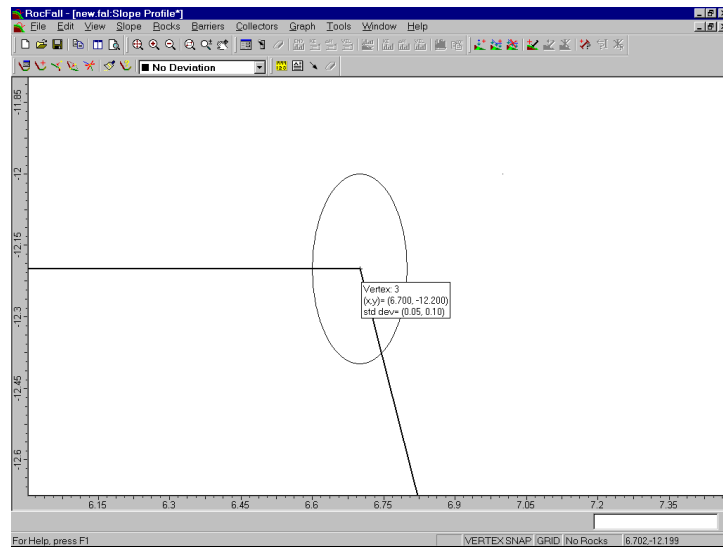 RocFall - [new.fal:Slope Profile*]
File Edit View Slope Rocks Barriers Collectors Graph Tools Window Help
No Deviation
-11.85
-12
-12.15
-12.3
-12.45
-12.6
Vertex: 3
(x,y)= (6.700, -12.200)
std dev= (0.05, 0.10)
6.15 6.3 6.45 6.6 6.75 6.9 7.05 7.2 7.35
For Help, press F1
VERTEX SNAP GRID No Rocks 6.702,-12.199